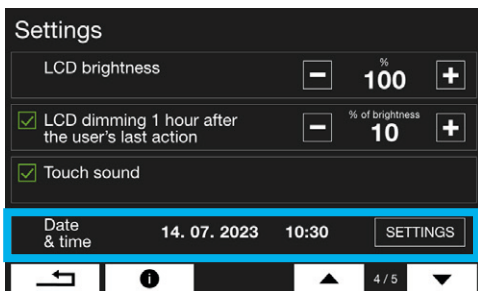 Settings
LCD brightness
%
100
LCD dimming 1 hour after
the user's last action
% of brightness
10
Touch sound
Date
& time
14. 07. 2023 10:30 SETTINGS
4 / 5